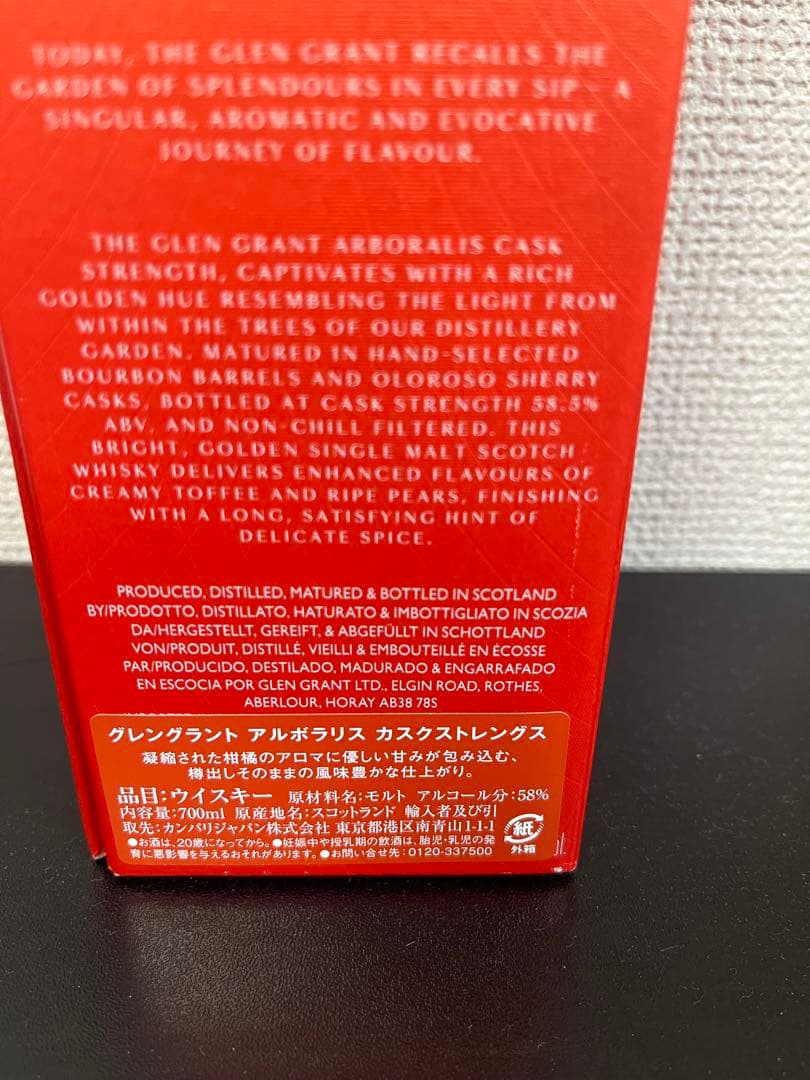 TODAY, THE GLEN GRANT RECALLS THE
GARDEN OF SPLENDOURS IN EVERY SIP – A
SINGULAR, AROMATIC AND EVOCATIVE
JOURNEY OF FLAVOUR.
THE GLEN GRANT ARBORALIS CASK
STRENGTH, CAPTIVATES WITH A RICH
GOLDEN HUE RESEMBLING THE LIGHT FROM
WITHIN THE TREES OF OUR DISTILLERY
GARDEN. MATURED IN HAND-SELECTED
BOURBON BARRELS AND OLOROSO SHERRY
CASKS, BOTTLED AT CASK STRENGTH 58.5%
ABV, AND NON-CHILL FILTERED. THIS
BRIGHT, GOLDEN SINGLE MALT SCOTCH
WHISKY DELIVERS ENHANCED FLAVOURS OF
CREAMY TOFFEE AND RIPE PEARS, FINISHING
WITH A LONG, SATISFYING HINT OF
DELICATE SPICE.
PRODUCED, DISTILLED, MATURED & BOTTLED IN SCOTLAND
BY/PRODOTTO, DISTILLATO, HATURATO & IMBOTTIGLIATO IN SCOZIA
DA/HERGESTELLT, GEREIFT, & ABGEFÜLLT IN SCHOTTLAND
VON/PRODUIT, DISTILLÉ, VIEILLI & EMBOUTEILLÉ EN ÉCOSSE
PAR/PRODUCIDO, DESTILADO, MADURADO & ENGARRAFADO
EN ESCOCIA POR GLEN GRANT LTD., ELGIN ROAD, ROTHES,
ABERLOUR, HORAY AB38 78S
グレングラント アルボラリス カスクストレングス
凝縮された柑橘のアロマに優しい甘みが包み込む、
樽出しそのままの風味豊かな仕上がり。
品目:ウイスキー 原材料名:モルト アルコール分:58%
内容量:700ml 原産地名:スコットランド 輸入者及び引
取先:カンパリジャパン株式会社 東京都港区南青山1-1-1
●お酒は、20歳になってから。●妊娠中や授乳期の飲酒は、胎児・乳児の発
育に悪影響を与えるおそれがあります。●お問い合せ先:0120-337500
紙
外箱